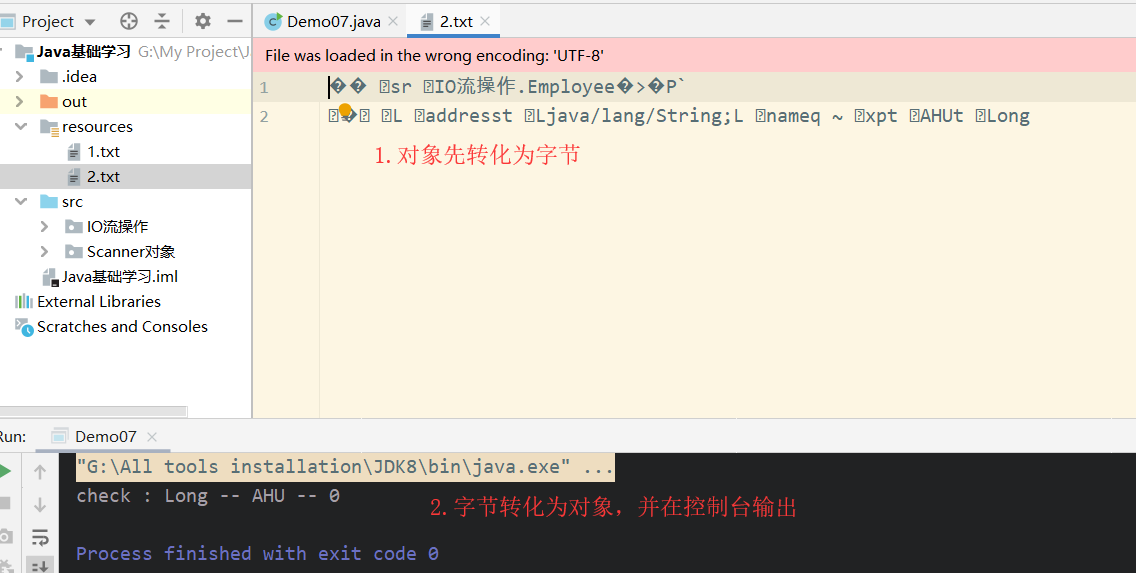 Project
Demo07.java
2.txt
Java基础学习 G:\My Project\J
File was loaded in the wrong encoding: 'UTF-8'
.idea
out
resources
1.txt
2.txt
src
IO流操作
Scanner对象
Java基础学习.iml
External Libraries
Scratches and Consoles
1 �� sr IO流操作.Employee�>�P`
2 � L addresst Ljava/lang/String;L nameq ~ xpt AHUt Long
1.对象先转化为字节
Run: Demo07
"G:\All tools installation\JDK8\bin\java.exe" ...
check : Long -- AHU -- 0
2.字节转化为对象，并在控制台输出
Process finished with exit code 0